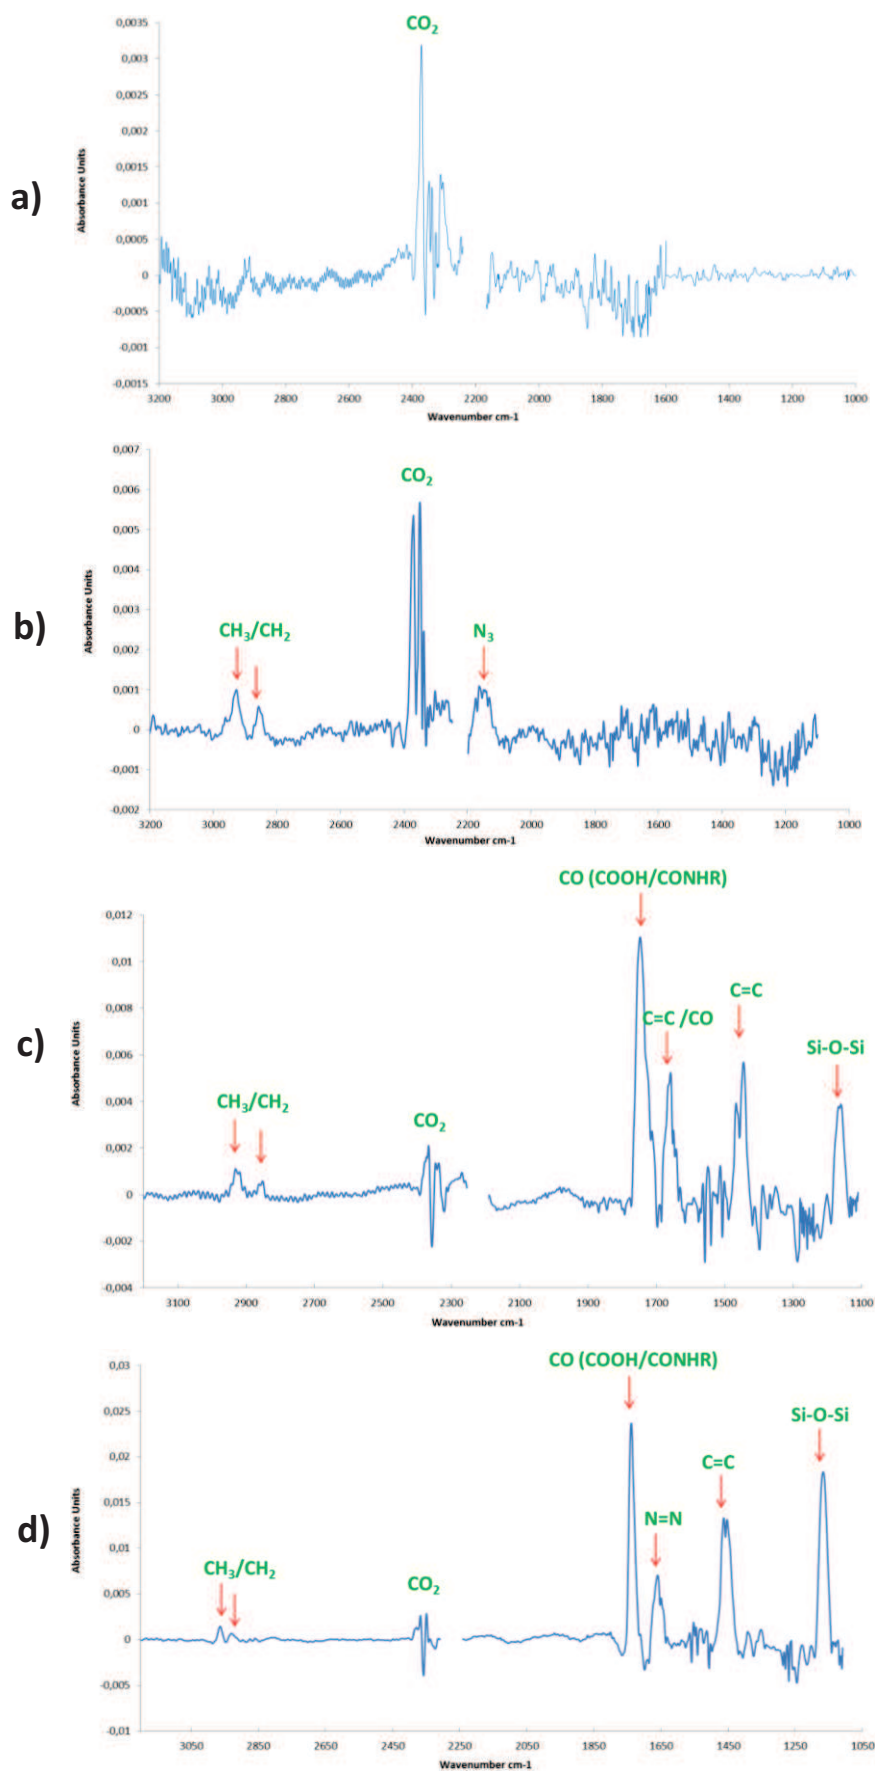 a)
CO₂
Absorbance Units
0,0035
0,003
0,0025
0,002
0,0015
0,001
0,0005
0
-0,0005
-0,001
-0,0015
3200 3000 2800 2600 2400 2200 2000 1800 1600 1400 1200 1000
Wavenumber cm-1
b)
CO₂
CH₃/CH₂
N₃
Absorbance Units
0,007
0,006
0,005
0,004
0,003
0,002
0,001
0
-0,001
-0,002
3200 3000 2800 2600 2400 2200 2000 1800 1600 1400 1200 1000
Wavenumber cm-1
c)
CO (COOH/CONHR)
C=C
C=C /CO
Si-O-Si
CH₃/CH₂
CO₂
Absorbance Units
0,012
0,01
0,008
0,006
0,004
0,002
0
-0,002
-0,004
3100 2900 2700 2500 2300 2100 1900 1700 1500 1300 1100
Wavenumber cm-1
d)
CO (COOH/CONHR)
Si-O-Si
C=C
N=N
CH₃/CH₂
CO₂
Absorbance Units
0,03
0,025
0,02
0,015
0,01
0,005
0
-0,005
-0,01
3050 2850 2650 2450 2250 2050 1850 1650 1450 1250 1050
Wavenumber cm-1